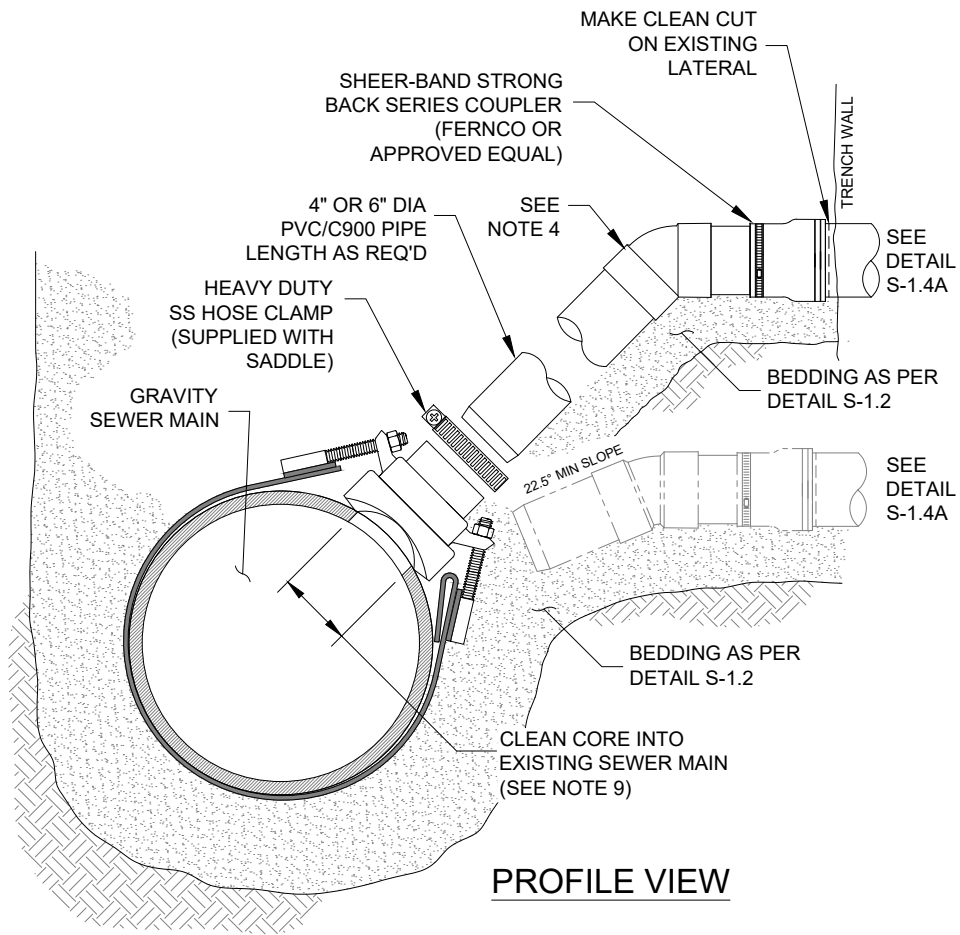 MAKE CLEAN CUT
ON EXISTING
LATERAL
SHEER-BAND STRONG
BACK SERIES COUPLER
(FERNCO OR
APPROVED EQUAL)
TRENCH WALL
4" OR 6" DIA
PVC/C900 PIPE
LENGTH AS REQ'D
SEE
NOTE 4
SEE
DETAIL
S-1.4A
HEAVY DUTY
SS HOSE CLAMP
(SUPPLIED WITH
SADDLE)
GRAVITY
SEWER MAIN
BEDDING AS PER
DETAIL S-1.2
22.5° MIN SLOPE
SEE
DETAIL
S-1.4A
BEDDING AS PER
DETAIL S-1.2
CLEAN CORE INTO
EXISTING SEWER MAIN
(SEE NOTE 9)
PROFILE VIEW